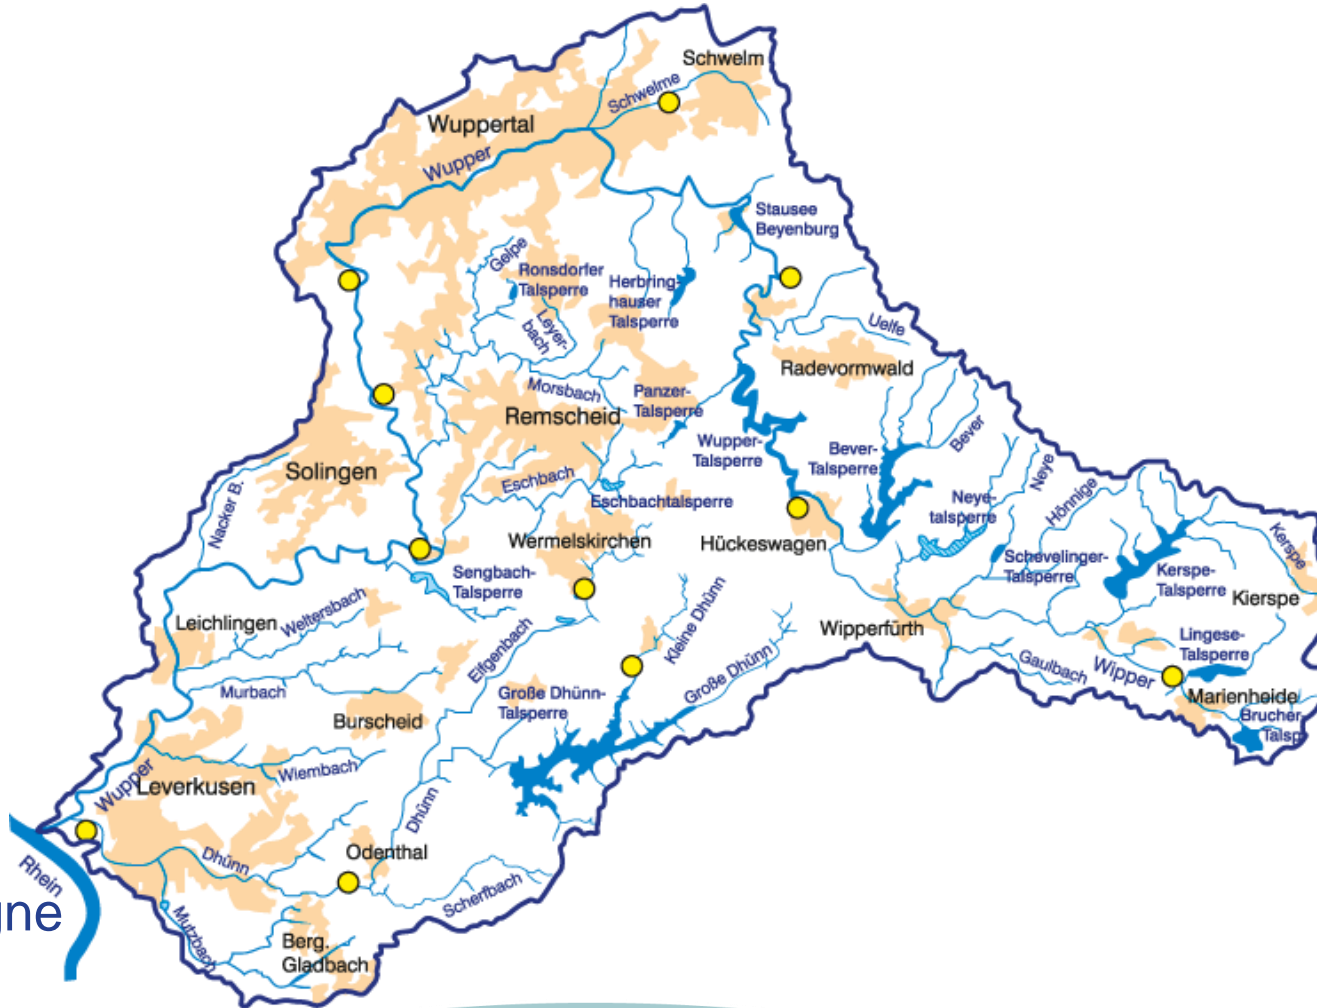 Schwelm
Schwelme
Wuppertal
Wupper
Stausee
Beyenburg
Gelpe
Ronsdorfer
Talsperre
Herbring-
hauser
Talsperre
Leyer-
bach
Uelfe
Radevormwald
Morsbach
Panzer-
Talsperre
Remscheid
Wupper-
Talsperre
Bever-
Talsperre
Bever
Solingen
Eschbach
Eschbachtalsperre
Neye-
talsperre
Neye
Hönnige
Nacker B.
Wermelskirchen
Hückeswagen
Schevelinger-
Talsperre
Kerspe-
Talsperre
Kerspe
Kierspe
Sengbach-
Talsperre
Leichlingen
Weltersbach
Eifgenbach
Kleine Dhünn
Wipperfürth
Lingese-
Talsperre
Gaulbach
Wipper
Murbach
Große Dhünn-
Talsperre
Große Dhünn
Marienheide
Brucher-
Talsp
Burscheid
Wiembach
Wupper
Leverkusen
Dhünn
Dhünn
Odenthal
Rhein
Scherfbach
gne
Mutzbach
Berg.
Gladbach